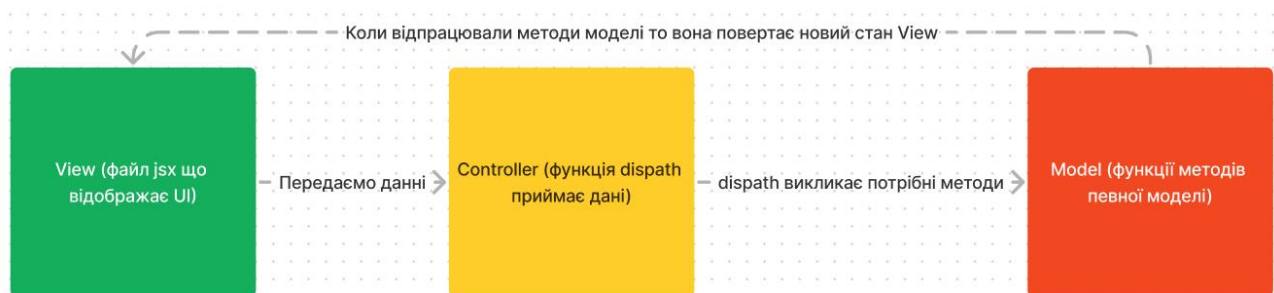 Коли відпрацювали методи моделі то вона повертає новий стан View
View (файл jsx що
відображає UI)
Передаємо данні
Controller (функція dispath
приймає дані)
dispath викликає потрібні методи
Model (функції методів
певної моделі)